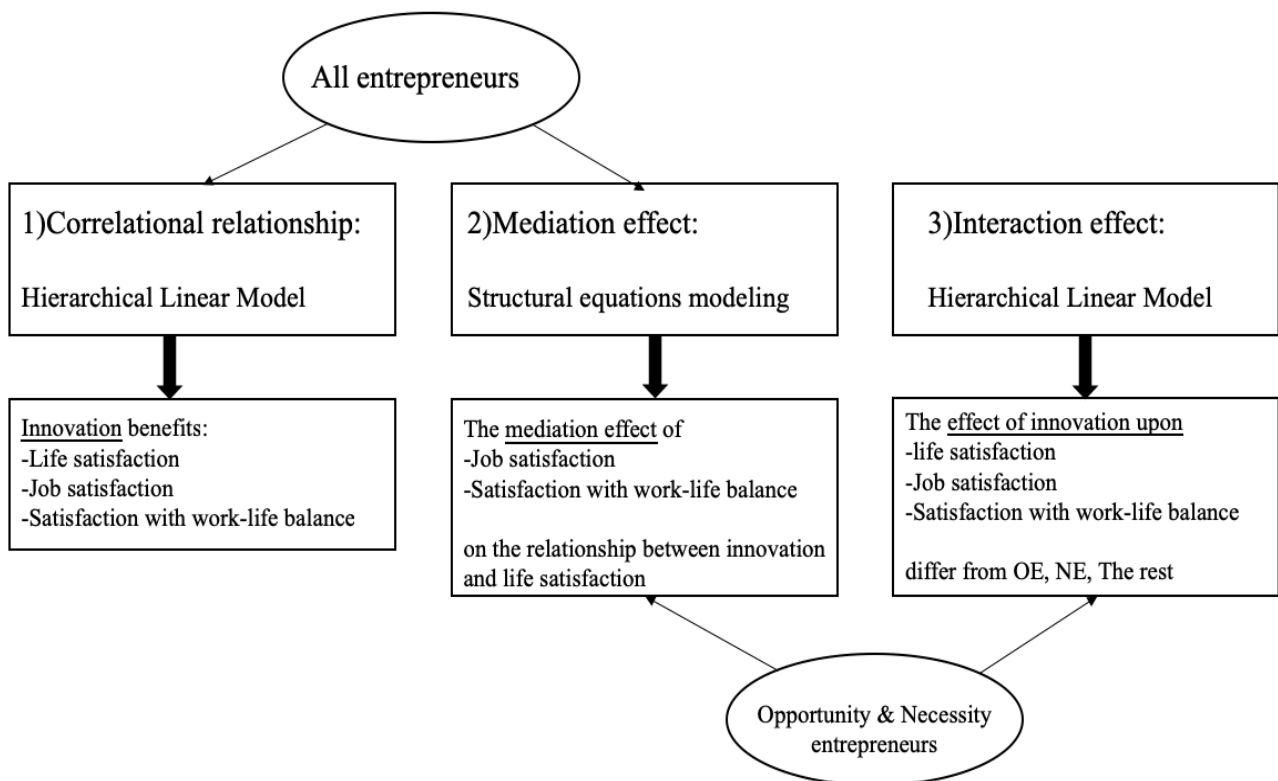 All entrepreneurs
1)Correlational relationship:
Hierarchical Linear Model
2)Mediation effect:
Structural equations modeling
3)Interaction effect:
Hierarchical Linear Model
Innovation benefits:
-Life satisfaction
-Job satisfaction
-Satisfaction with work-life balance
The mediation effect of
-Job satisfaction
-Satisfaction with work-life balance
on the relationship between innovation
and life satisfaction
The effect of innovation upon
-life satisfaction
-Job satisfaction
-Satisfaction with work-life balance
differ from OE, NE, The rest
Opportunity & Necessity
entrepreneurs